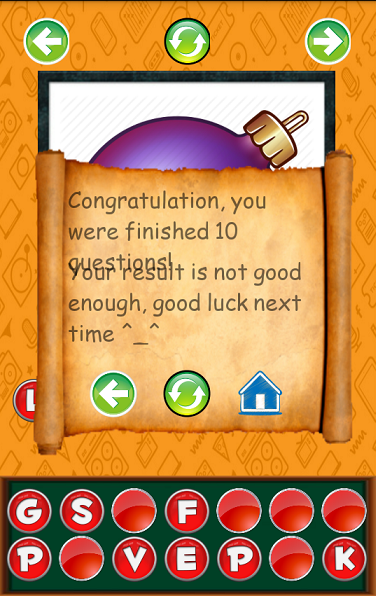 Congratulation, you
were finished 10
questions!
Your result is not good
enough, good luck next
time ^_^
G S F
P V E P K